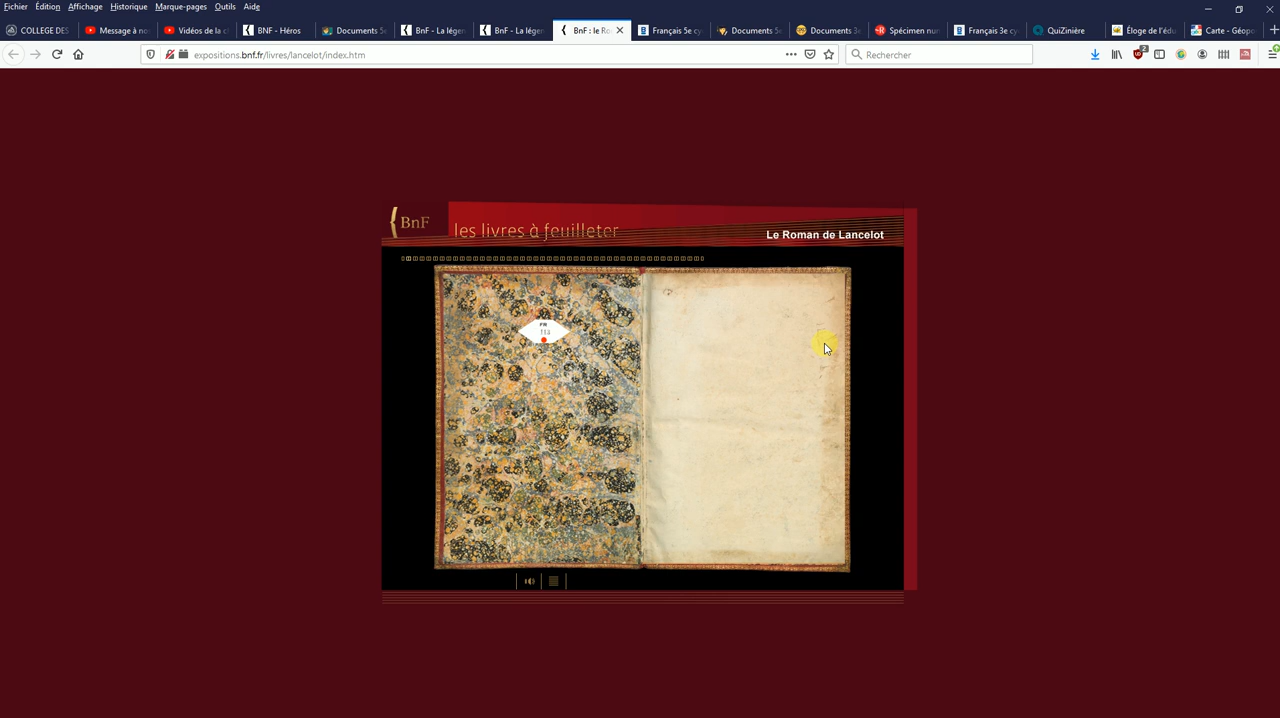 Fichier Édition Affichage Historique Marque-pages Outils Aide
COLLEGE DES Message à no Vidéos de la c BNF - Héros Documents 5e BnF - La légen BNF - La légen BnF : le Ro Français 5e cy Documents 5e Documents 3e Spécimen num Français 3e cy QuiZinière Éloge de l'édu Carte - Géopo
expositions.bnf.fr/livres/lancelot/index.htm Rechercher 2
BnF les livres à feuilleter
Le Roman de Lancelot
FR
113